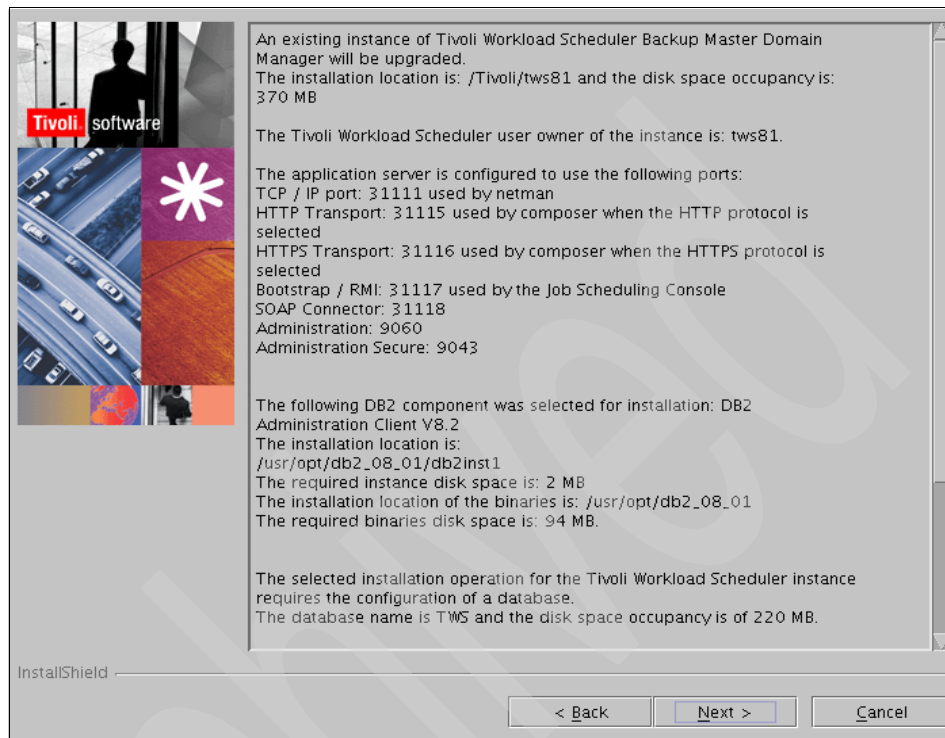 Tivoli software
An existing instance of Tivoli Workload Scheduler Backup Master Domain
Manager will be upgraded.
The installation location is: /Tivoli/tws81 and the disk space occupancy is:
370 MB
The Tivoli Workload Scheduler user owner of the instance is: tws81.
The application server is configured to use the following ports:
TCP / IP port: 31111 used by netman
HTTP Transport: 31115 used by composer when the HTTP protocol is
selected
HTTPS Transport: 31116 used by composer when the HTTPS protocol is
selected
Bootstrap / RMI: 31117 used by the Job Scheduling Console
SOAP Connector: 31118
Administration: 9060
Administration Secure: 9043
The following DB2 component was selected for installation: DB2
Administration Client V8.2
The installation location is:
/usr/opt/db2_08_01/db2inst1
The required instance disk space is: 2 MB
The installation location of the binaries is: /usr/opt/db2_08_01
The required binaries disk space is: 94 MB.
The selected installation operation for the Tivoli Workload Scheduler instance
requires the configuration of a database.
The database name is TWS and the disk space occupancy is of 220 MB.
InstallShield
< Back Next > Cancel